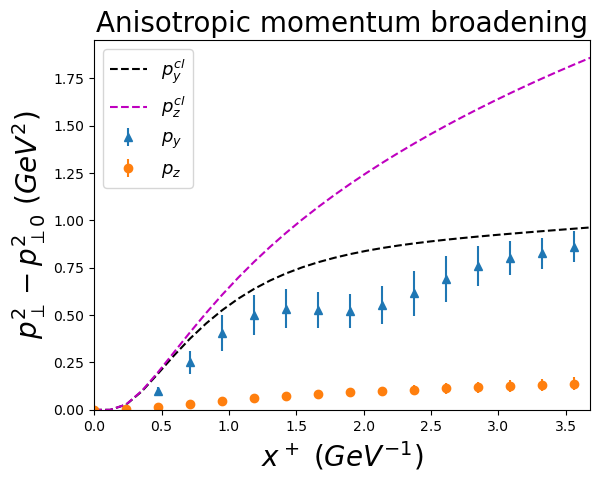 Anisotropic momentum broadening
p_y^{cl}
p_z^{cl}
p_y
p_z
p_⊥^2 − p_{⊥0}^2 (GeV^2)
1.75
1.50
1.25
1.00
0.75
0.50
0.25
0.00
0.0 0.5 1.0 1.5 2.0 2.5 3.0 3.5
x^+ (GeV^{-1})